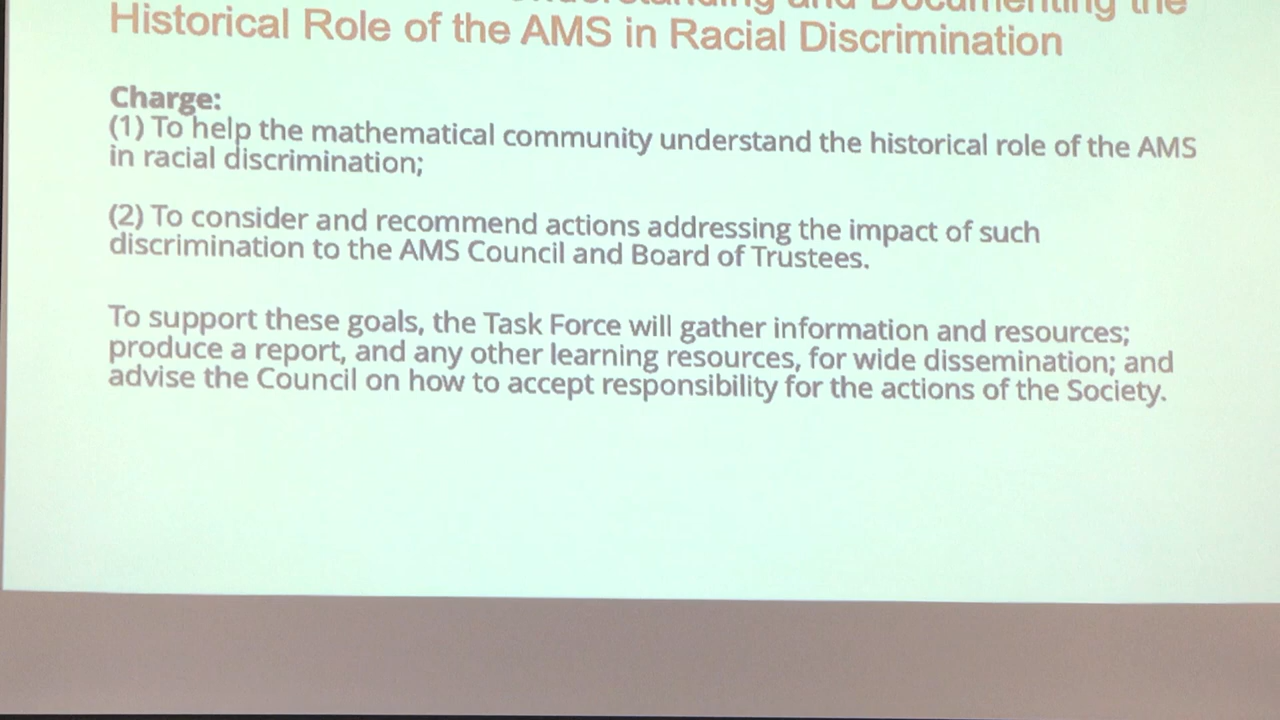 Understanding and Documenting the
Historical Role of the AMS in Racial Discrimination
Charge:
(1) To help the mathematical community understand the historical role of the AMS
in racial discrimination;
(2) To consider and recommend actions addressing the impact of such
discrimination to the AMS Council and Board of Trustees.
To support these goals, the Task Force will gather information and resources;
produce a report, and any other learning resources, for wide dissemination; and
advise the Council on how to accept responsibility for the actions of the Society.